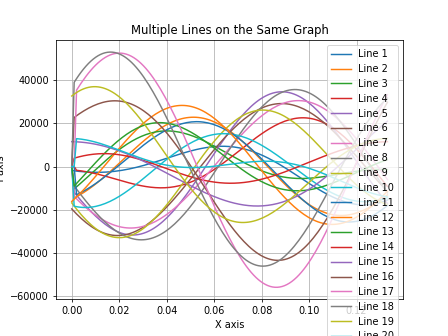 Multiple Lines on the Same Graph
40000
20000
0
−20000
−40000
−60000
0.00
0.02
0.04
0.06
0.08
0.10
X axis
Line 1
Line 2
Line 3
Line 4
Line 5
Line 6
Line 7
Line 8
Line 9
Line 10
Line 11
Line 12
Line 13
Line 14
Line 15
Line 16
Line 17
Line 18
Line 19
Line 20